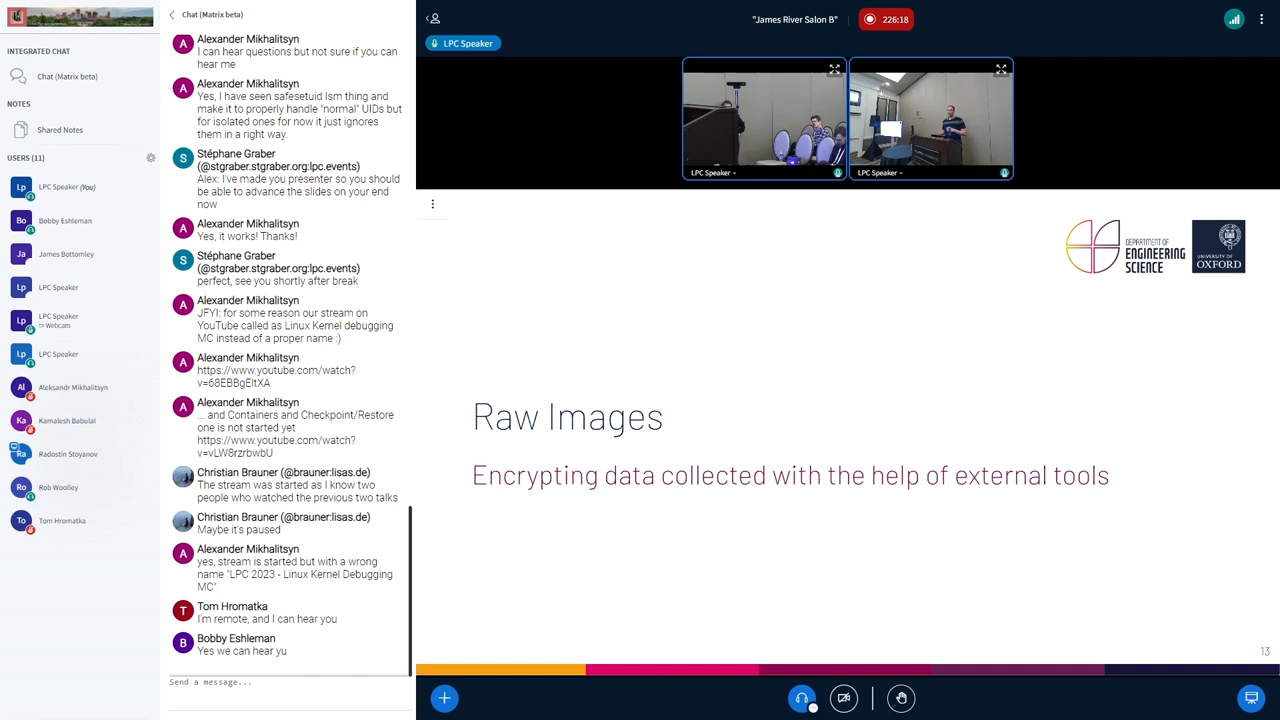 INTEGRATED CHAT
Chat (Matrix beta)
NOTES
Shared Notes
USERS (11)
Lp LPC Speaker (You)
Bo Bobby Eshleman
Ja James Bottomley
Lp LPC Speaker
Lp LPC Speaker
Webcam
Lp LPC Speaker
Al Aleksandr Mikhalitsyn
Ka Kamalesh Babulal
Ra Radostin Stoyanov
Ro Rob Woolley
To Tom Hromatka
Chat (Matrix beta)
A Alexander Mikhalitsyn
I can hear questions but not sure if you can
hear me
A Alexander Mikhalitsyn
Yes, I have seen safesetuid lsm thing and
make it to properly handle "normal" UIDs but
for isolated ones for now it just ignores
them in a right way.
S Stéphane Graber
(@stgraber.stgraber.org:lpc.events)
Alex: I've made you presenter so you should
be able to advance the slides on your end
now
A Alexander Mikhalitsyn
Yes, it works! Thanks!
S Stéphane Graber
(@stgraber.stgraber.org:lpc.events)
perfect, see you shortly after break
A Alexander Mikhalitsyn
JFYI: for some reason our stream on
YouTube called as Linux Kernel debugging
MC instead of a proper name :)
A Alexander Mikhalitsyn
https://www.youtube.com/watch?
v=68EBBgEltXA
A Alexander Mikhalitsyn
... and Containers and Checkpoint/Restore
one is not started yet
https://www.youtube.com/watch?
v=vLW8rzrbwbU
Christian Brauner (@brauner:lisas.de)
The stream was started as I know two
people who watched the previous two talks
Christian Brauner (@brauner:lisas.de)
Maybe it's paused
A Alexander Mikhalitsyn
yes, stream is started but with a wrong
name "LPC 2023 - Linux Kernel Debugging
MC"
T Tom Hromatka
I'm remote, and I can hear you
B Bobby Eshleman
Yes we can hear yu
Send a message...
"James River Salon B"
226:18
LPC Speaker
LPC Speaker
LPC Speaker
DEPARTMENT OF
ENGINEERING
SCIENCE
UNIVERSITY OF
OXFORD
Raw Images
Encrypting data collected with the help of external tools
13